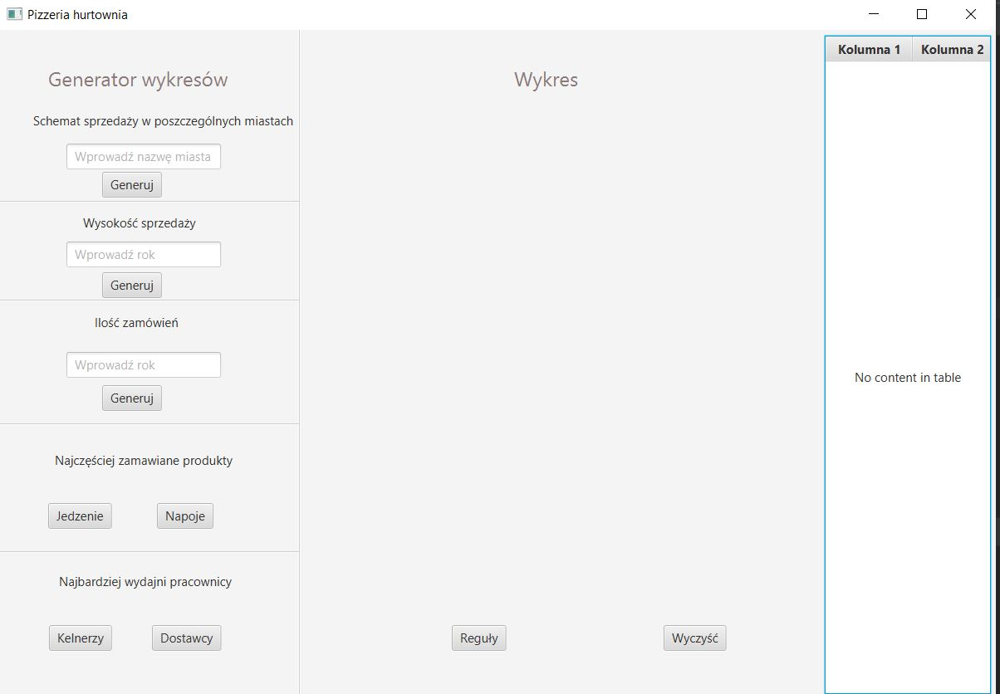 Pizzeria hurtownia
Generator wykresów
Schemat sprzedaży w poszczególnych miastach
Wprowadź nazwę miasta
Generuj
Wysokość sprzedaży
Wprowadź rok
Generuj
Ilość zamówień
Wprowadź rok
Generuj
Najczęściej zamawiane produkty
Jedzenie Napoje
Najbardziej wydajni pracownicy
Kelnerzy Dostawcy
Wykres
Reguły Wyczyść
Kolumna 1 Kolumna 2
No content in table